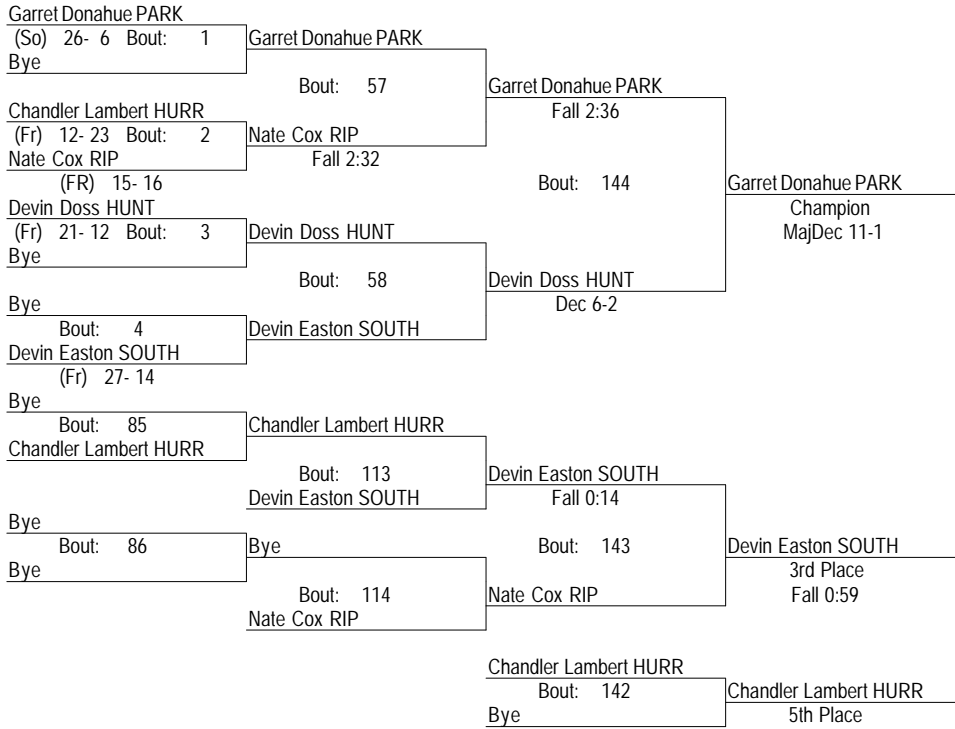 Garret Donahue PARK
(So) 26- 6 Bout: 1 Garret Donahue PARK
Bye
Bout: 57 Garret Donahue PARK
Chandler Lambert HURR Fall 2:36
(Fr) 12- 23 Bout: 2 Nate Cox RIP
Nate Cox RIP Fall 2:32
(FR) 15- 16 Bout: 144 Garret Donahue PARK
Devin Doss HUNT Champion
(Fr) 21- 12 Bout: 3 Devin Doss HUNT MajDec 11-1
Bye
Bout: 58 Devin Doss HUNT
Bye Dec 6-2
Bout: 4 Devin Easton SOUTH
Devin Easton SOUTH
(Fr) 27- 14
Bye
Bout: 85 Chandler Lambert HURR
Chandler Lambert HURR
Bout: 113 Devin Easton SOUTH
Devin Easton SOUTH Fall 0:14
Bye
Bout: 86 Bye Bout: 143 Devin Easton SOUTH
Bye 3rd Place
Bout: 114 Nate Cox RIP Fall 0:59
Nate Cox RIP
Chandler Lambert HURR
Bout: 142 Chandler Lambert HURR
Bye 5th Place